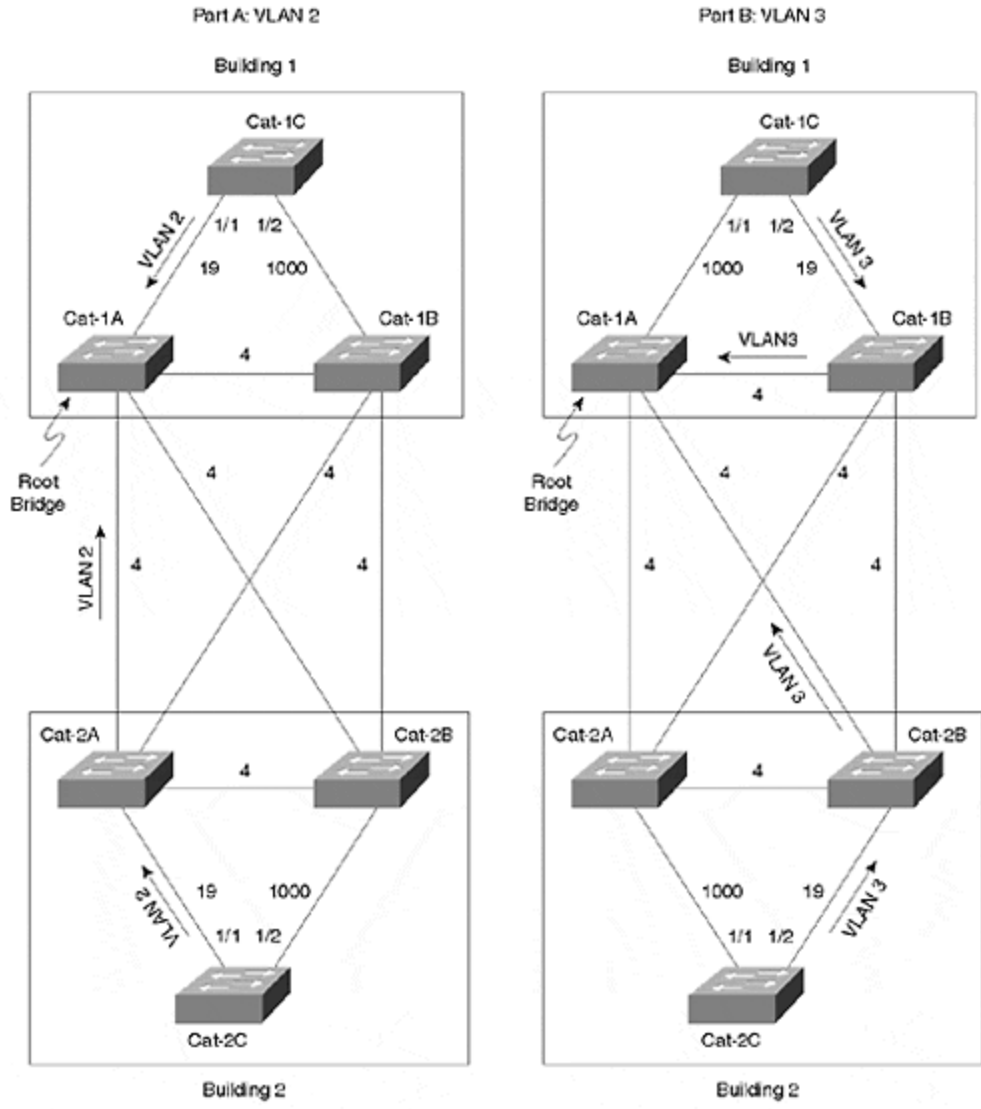 Part A: VLAN 2
Building 1
Cat-1C
VLAN 2
1/1 1/2
19
1000
Cat-1A
Cat-1B
4
Root
Bridge
4
4
VLAN 2
4
4
Cat-2A
Cat-2B
4
VLAN 2
19
1000
1/1 1/2
Cat-2C
Building 2
Part B: VLAN 3
Building 1
Cat-1C
1/1 1/2
VLAN 3
1000
19
Cat-1A
Cat-1B
VLAN3
4
Root
Bridge
4
4
4
4
VLAN 3
Cat-2A
Cat-2B
4
1000
19
VLAN 3
1/1 1/2
Cat-2C
Building 2